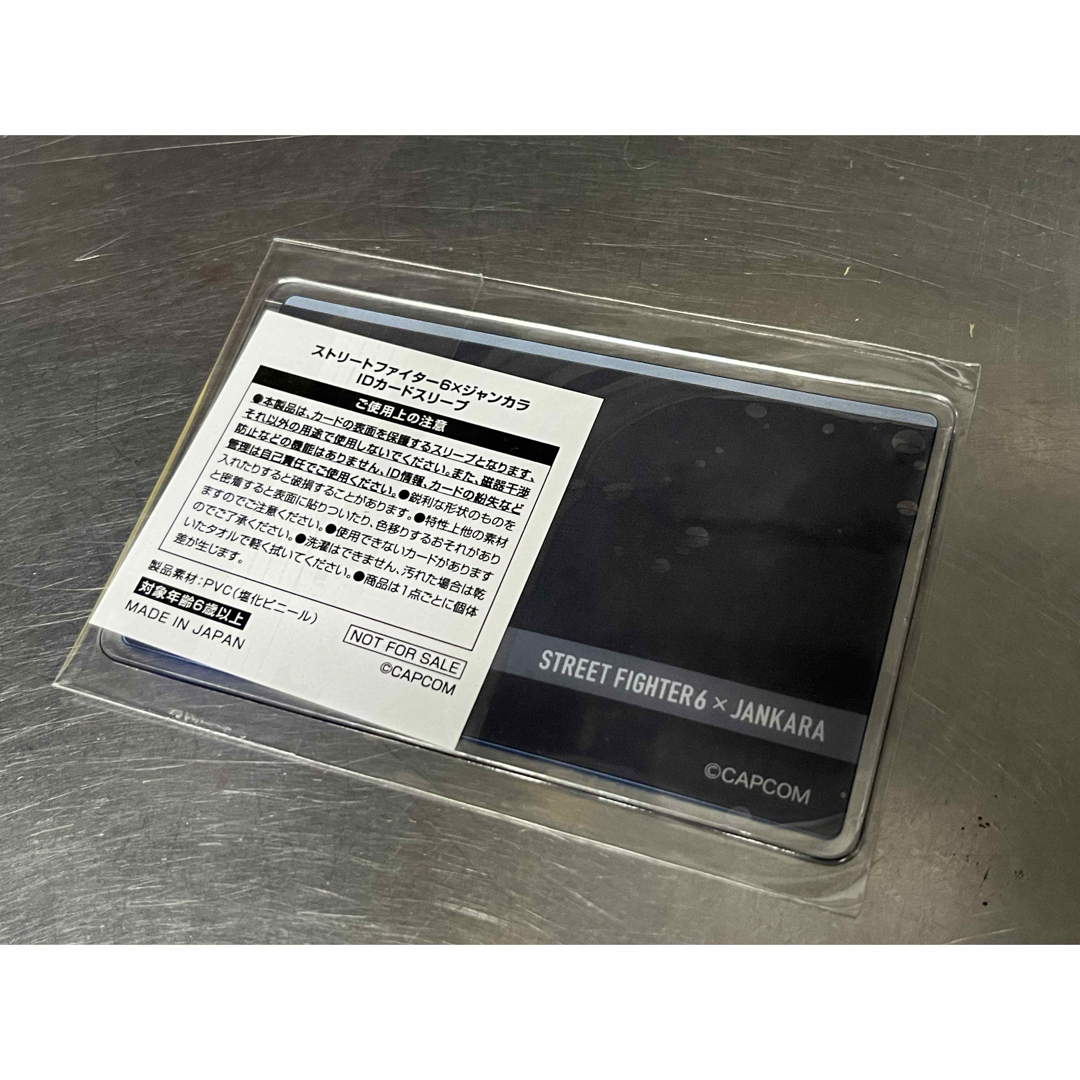 ストリートファイター6×ジャンカラ
IDカードスリーブ
ご使用上の注意
●本製品は、カードの表面を保護するスリーブとなります、
それ以外の用途で使用しないでください。また、磁器干渉
防止などの機能はありません、ID情報、カードの紛失など
管理は自己責任でご使用ください。●鋭利な形状のものを
入れたりすると破損することがあります。●特性上他の素材
と密着すると表面に貼りついたり、色移りするおそれがあり
ますのでご注意ください。●使用できないカードがあります
のでご了承ください。●洗濯はできません、汚れた場合は乾
いたタオルで軽く拭いてください。●商品は1点ごとに個体
差が生じます。
製品素材：PVC（塩化ビニール）
対象年齢6歳以上
MADE IN JAPAN
NOT FOR SALE
©CAPCOM
STREET FIGHTER6 × JANKARA
©CAPCOM